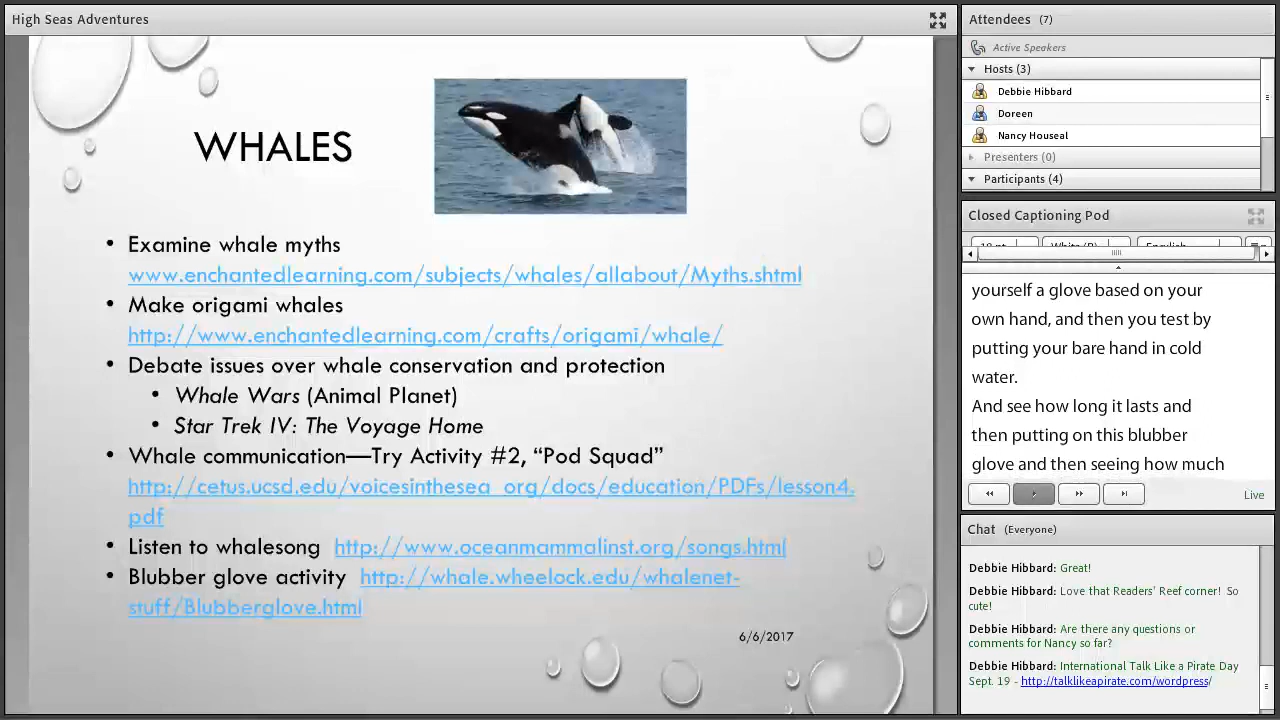 High Seas Adventures
WHALES
• Examine whale myths
www.enchantedlearning.com/subjects/whales/allabout/Myths.shtml
• Make origami whales
http://www.enchantedlearning.com/crafts/origami/whale/
• Debate issues over whale conservation and protection
• Whale Wars (Animal Planet)
• Star Trek IV: The Voyage Home
• Whale communication—Try Activity #2, “Pod Squad”
http://cetus.ucsd.edu/voicesinthesea_org/docs/education/PDFs/lesson4.
pdf
• Listen to whalesong http://www.oceanmammalinst.org/songs.html
• Blubber glove activity http://whale.wheelock.edu/whalenet-
stuff/Blubberglove.html
6/6/2017
Attendees (7)
Active Speakers
Hosts (3)
Debbie Hibbard
Doreen
Nancy Houseal
Presenters (0)
Participants (4)
Closed Captioning Pod
yourself a glove based on your
own hand, and then you test by
putting your bare hand in cold
water.
And see how long it lasts and
then putting on this blubber
glove and then seeing how much
Live
Chat (Everyone)
Debbie Hibbard: Great!
Debbie Hibbard: Love that Readers' Reef corner! So
cute!
Debbie Hibbard: Are there any questions or
comments for Nancy so far?
Debbie Hibbard: International Talk Like a Pirate Day
Sept. 19 - http://talklikeapirate.com/wordpress/